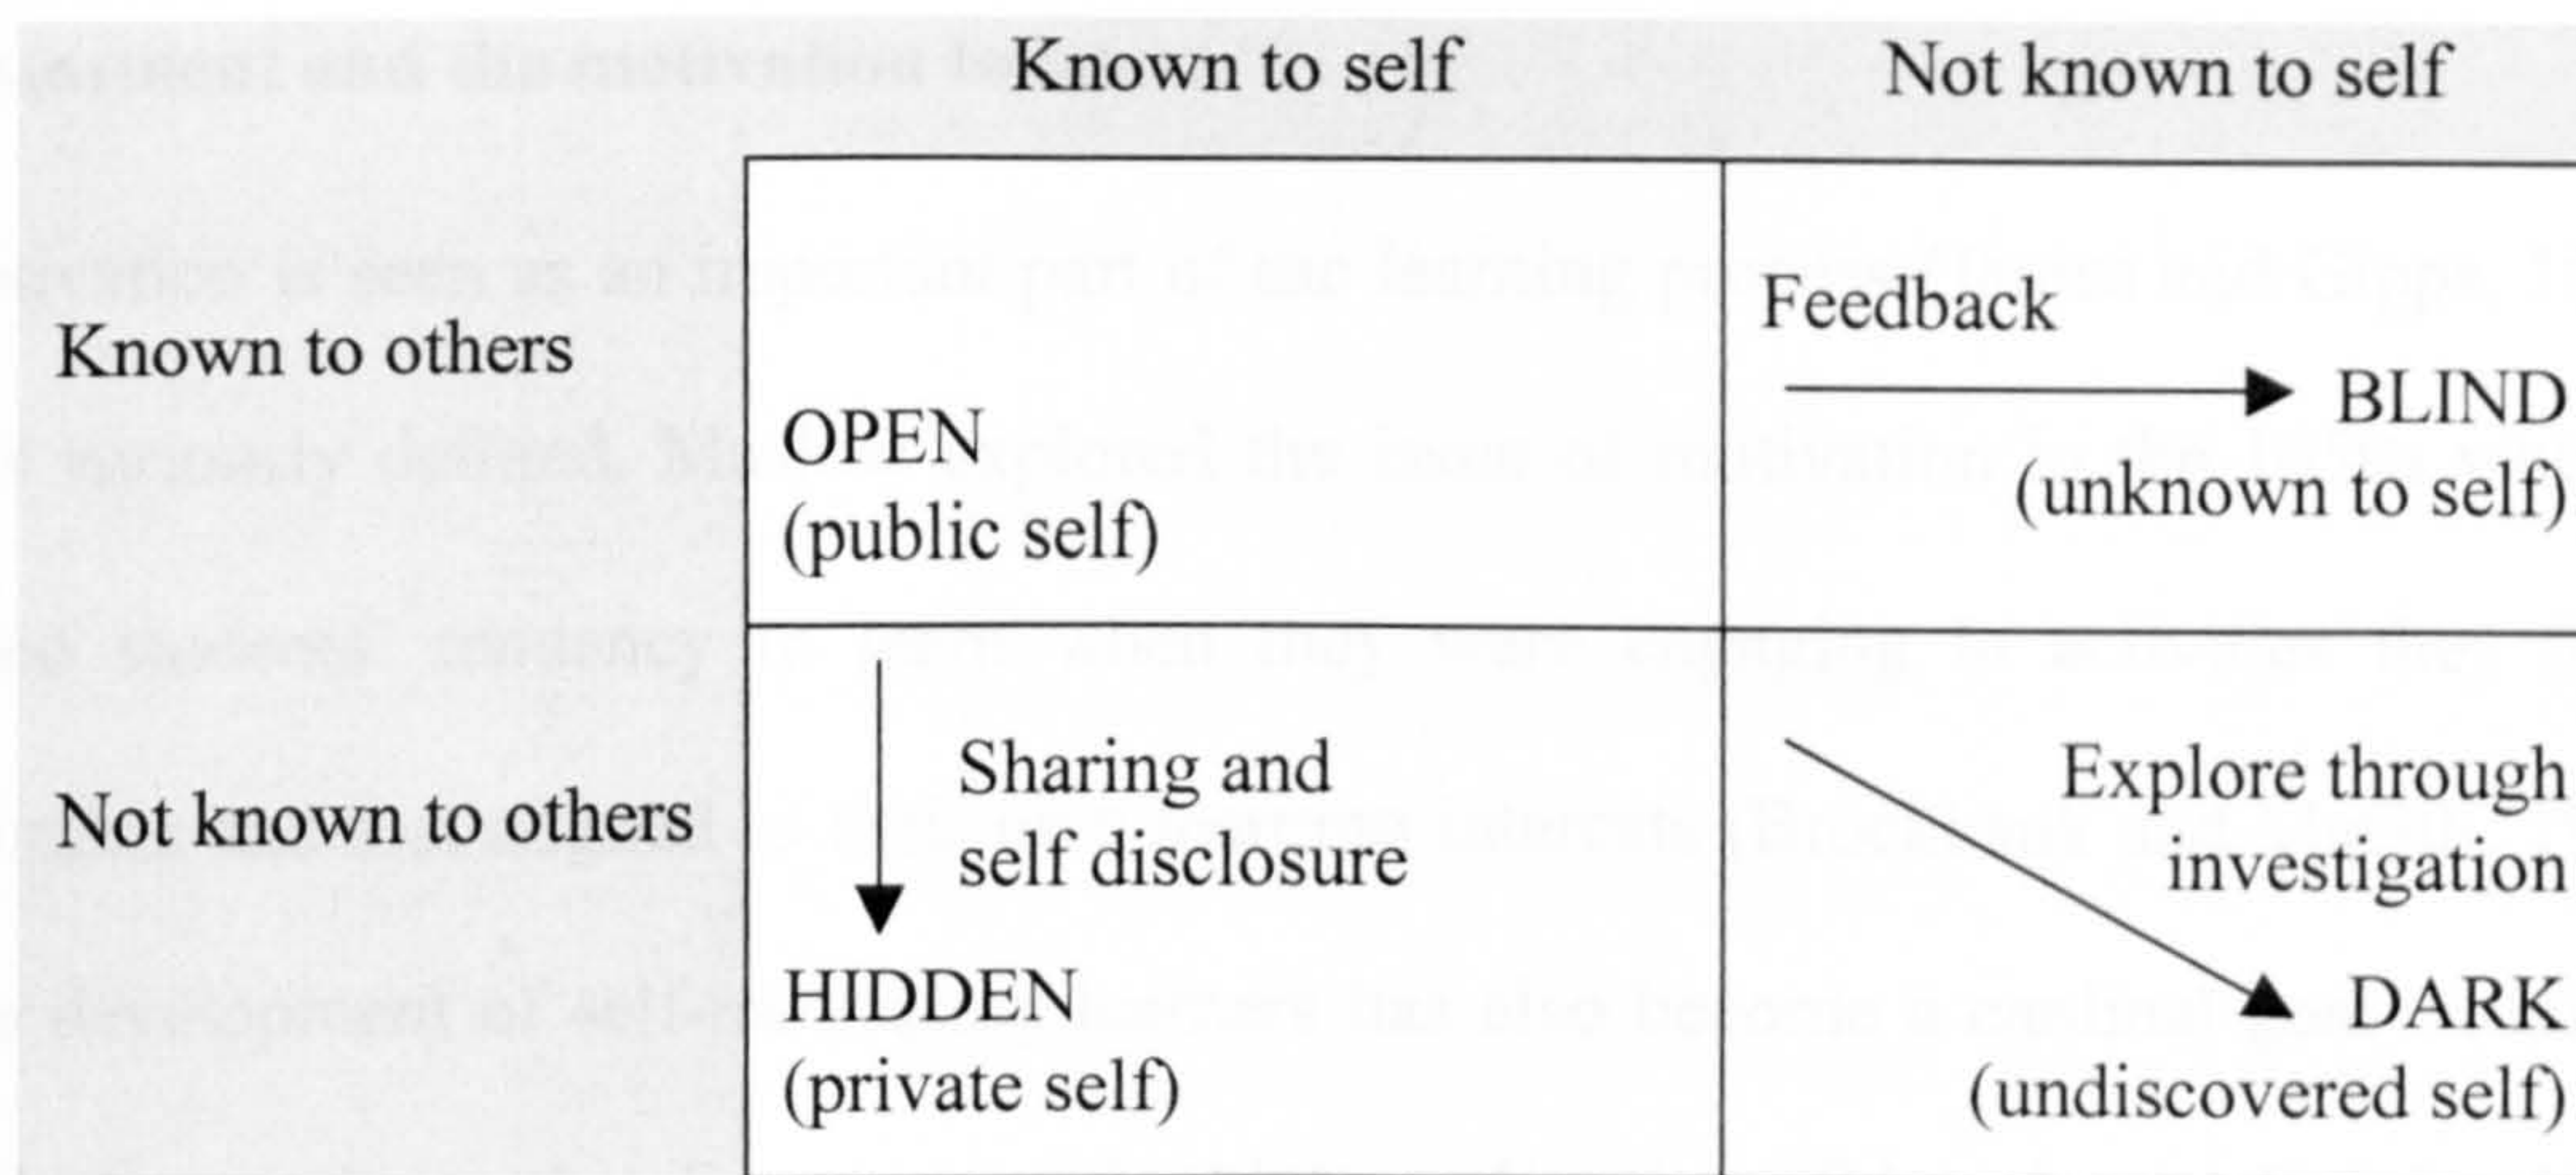 Known to self
Not known to self
Known to others
OPEN
(public self)
Feedback
BLIND
(unknown to self)
Not known to others
Sharing and
self disclosure
HIDDEN
(private self)
Explore through
investigation
DARK
(undiscovered self)